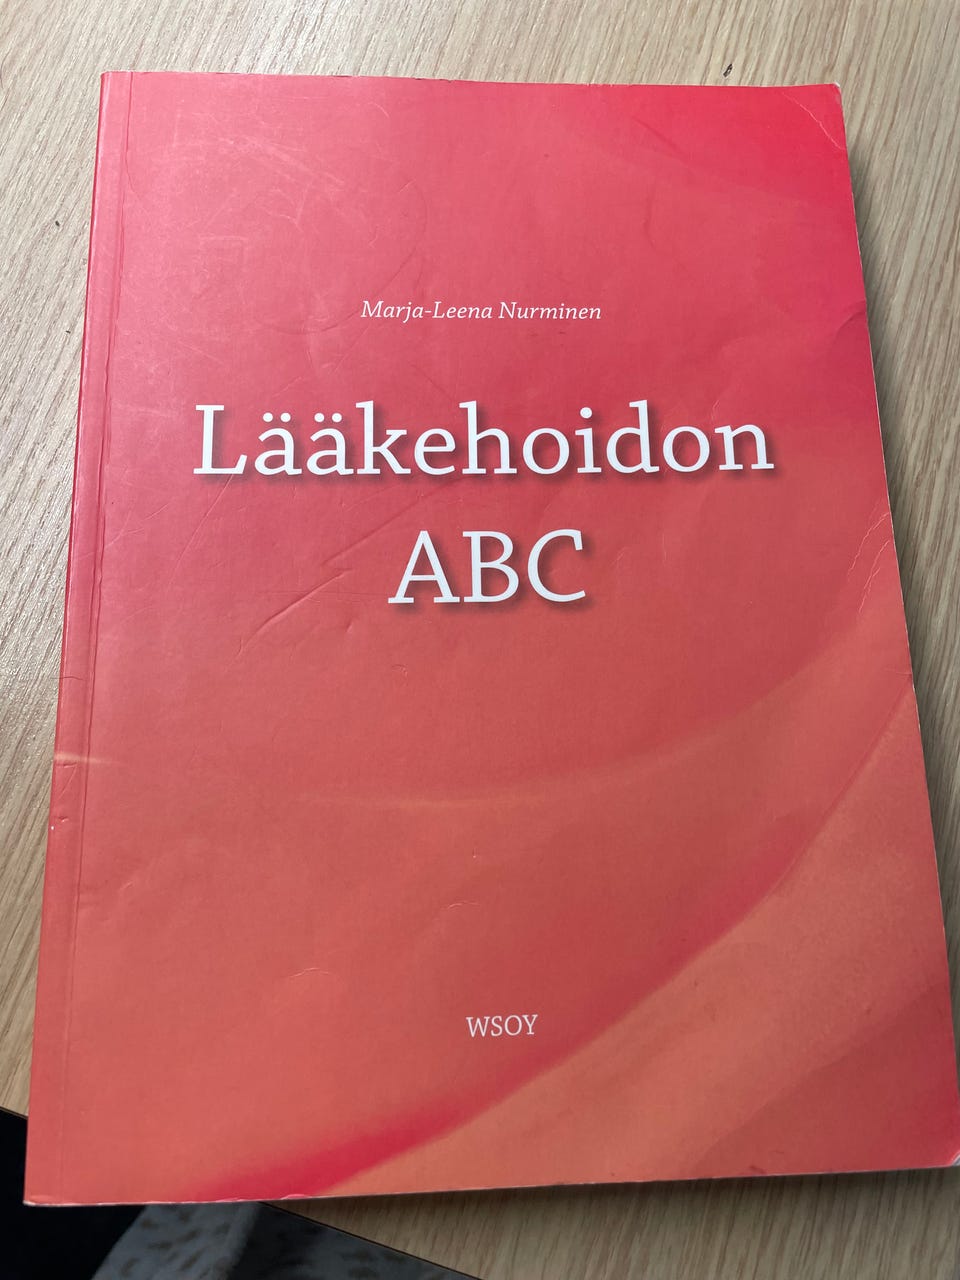 Marja-Leena Nurminen
Lääkehoidon
ABC
WSOY